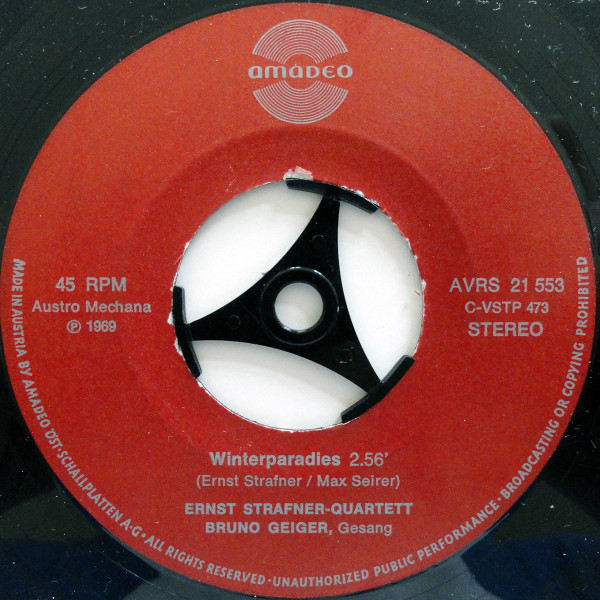 amadeo
45 RPM
Austro Mechana
℗ 1969
AVRS 21 553
C-VSTP 473
STEREO
Winterparadies 2.56'
(Ernst Strafner / Max Seirer)
ERNST STRAFNER-QUARTETT
BRUNO GEIGER, Gesang
MADE IN AUSTRIA BY AMADEO ÖST. SCHALLPLATTEN A·G · ALL RIGHTS RESERVED · UNAUTHORIZED PUBLIC PERFORMANCE · BROADCASTING OR COPYING PROHIBITED